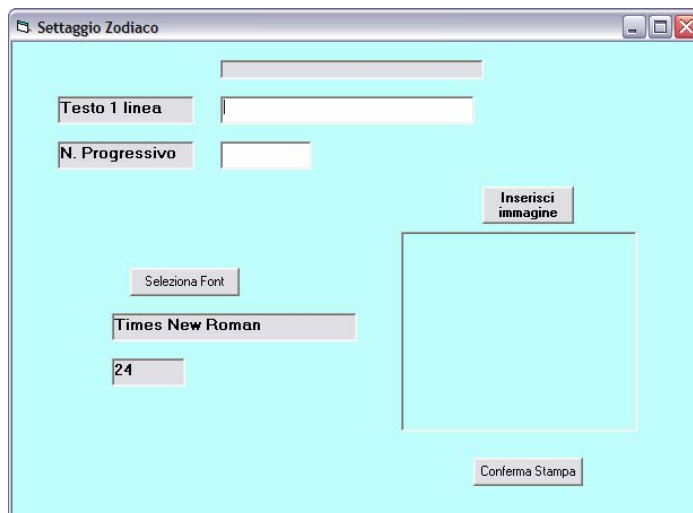 Settaggio Zodiaco
Testo 1 linea
N. Progressivo
Inserisci
immagine
Seleziona Font
Times New Roman
24
Conferma Stampa